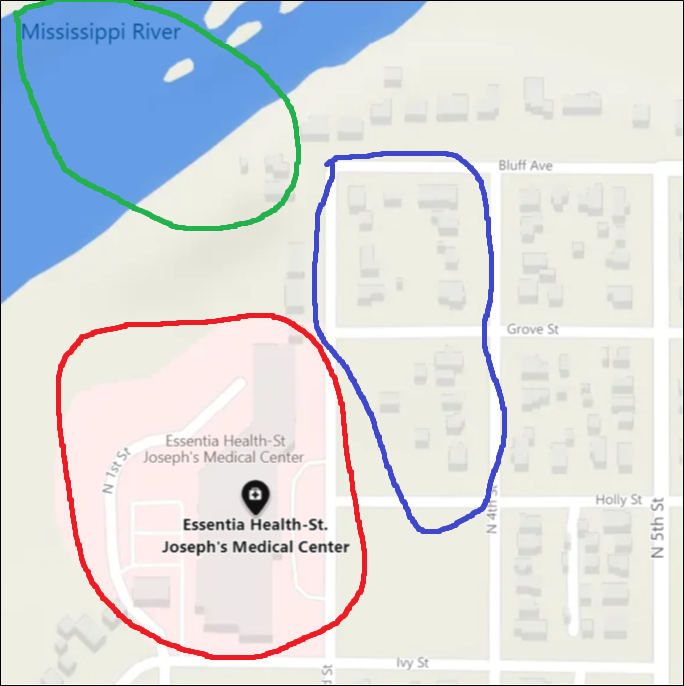 Mississippi River
Bluff Ave
Grove St
Essentia Health-St
Joseph's Medical Center
N 1st St
Essentia Health-St.
Joseph's Medical Center
Holly St
N 4th St
N 5th St
Ivy St
d St